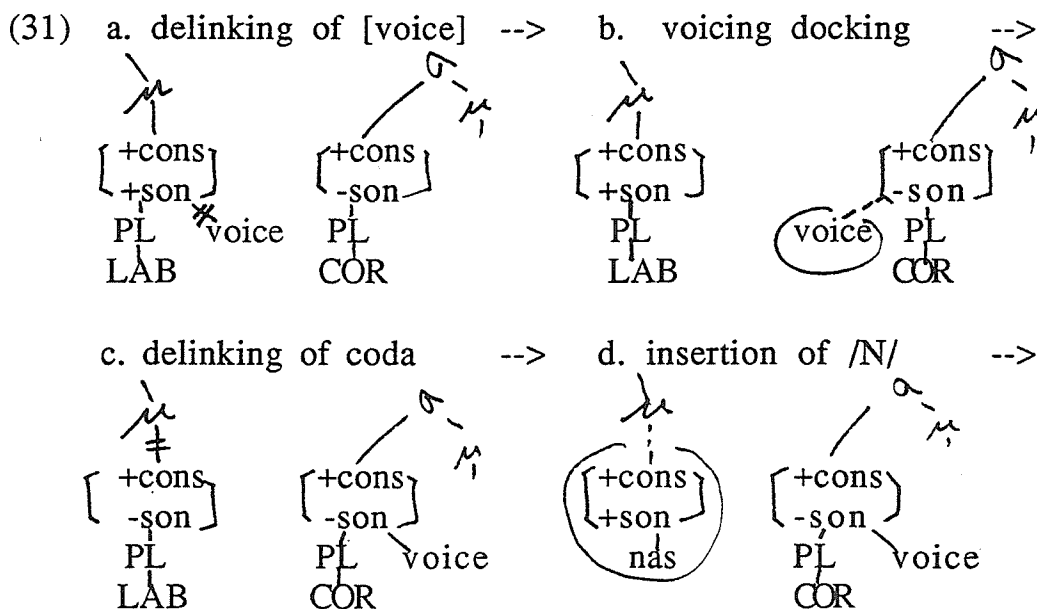 (31) a. delinking of [voice] --> b. voicing docking -->
μ σ μ μ σ μ
[+cons] [+cons] [+cons] [+cons]
[+son] [-son] [+son] [-son]
PL voice PL PL voice PL
LAB COR LAB COR
c. delinking of coda --> d. insertion of /N/ -->
μ σ μ μ σ μ
[+cons] [+cons] [+cons] [+cons]
[-son] [-son] [+son] [-son]
PL PL voice nas PL voice
LAB COR COR